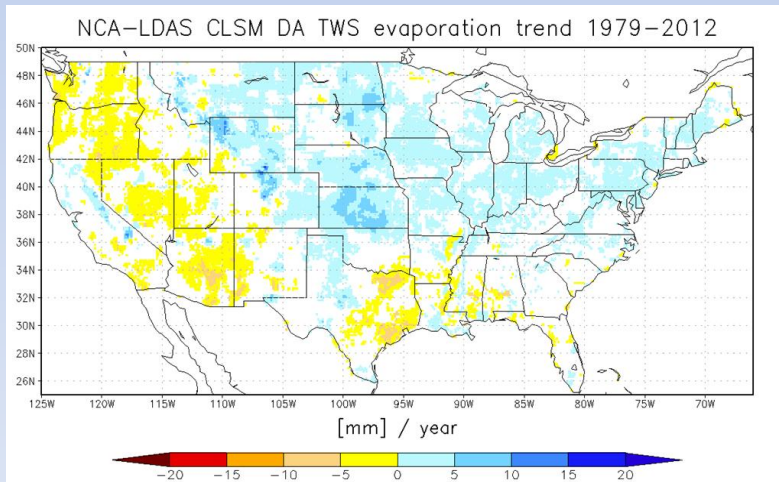 NCA-LDAS CLSM DA TWS evaporation trend 1979-2012
50N
48N
46N
44N
42N
40N
38N
36N
34N
32N
30N
28N
26N
125W 120W 115W 110W 105W 100W 95W 90W 85W 80W 75W 70W
[mm] / year
-20 -15 -10 -5 0 5 10 15 20